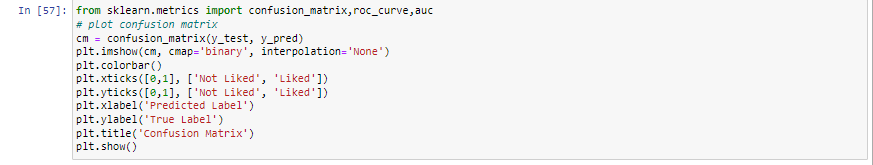 In [57]: from sklearn.metrics import confusion_matrix,roc_curve,auc
# plot confusion matrix
cm = confusion_matrix(y_test, y_pred)
plt.imshow(cm, cmap='binary', interpolation='None')
plt.colorbar()
plt.xticks([0,1], ['Not Liked', 'Liked'])
plt.yticks([0,1], ['Not Liked', 'Liked'])
plt.xlabel('Predicted Label')
plt.ylabel('True Label')
plt.title('Confusion Matrix')
plt.show()